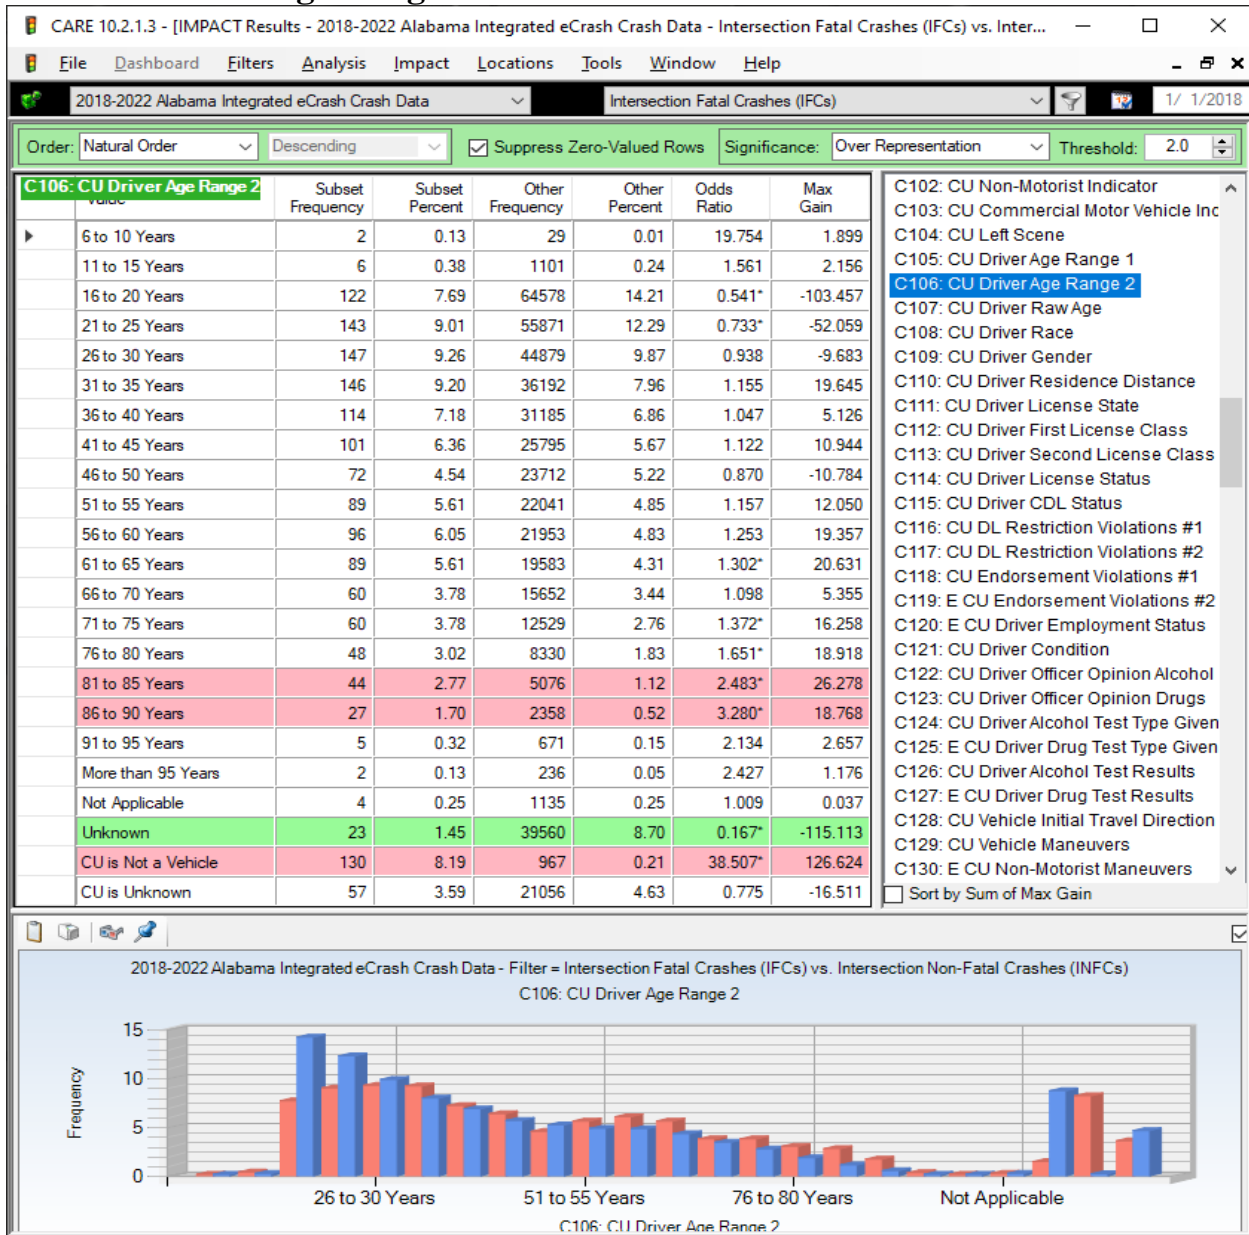 CARE 10.2.1.3 - [IMPACT Results - 2018-2022 Alabama Integrated eCrash Crash Data - Intersection Fatal Crashes (IFCs) vs. Inter...
File Dashboard Filters Analysis Impact Locations Tools Window Help
2018-2022 Alabama Integrated eCrash Crash Data Intersection Fatal Crashes (IFCs) 1/ 1/2018
Order: Natural Order Descending Suppress Zero-Valued Rows Significance: Over Representation Threshold: 2.0
C106: CU Driver Age Range 2 Subset Frequency Subset Percent Other Frequency Other Percent Odds Ratio Max Gain
6 to 10 Years 2 0.13 29 0.01 19.754 1.899
11 to 15 Years 6 0.38 1101 0.24 1.561 2.156
16 to 20 Years 122 7.69 64578 14.21 0.541* -103.457
21 to 25 Years 143 9.01 55871 12.29 0.733* -52.059
26 to 30 Years 147 9.26 44879 9.87 0.938 -9.683
31 to 35 Years 146 9.20 36192 7.96 1.155 19.645
36 to 40 Years 114 7.18 31185 6.86 1.047 5.126
41 to 45 Years 101 6.36 25795 5.67 1.122 10.944
46 to 50 Years 72 4.54 23712 5.22 0.870 -10.784
51 to 55 Years 89 5.61 22041 4.85 1.157 12.050
56 to 60 Years 96 6.05 21953 4.83 1.253 19.357
61 to 65 Years 89 5.61 19583 4.31 1.302* 20.631
66 to 70 Years 60 3.78 15652 3.44 1.098 5.355
71 to 75 Years 60 3.78 12529 2.76 1.372* 16.258
76 to 80 Years 48 3.02 8330 1.83 1.651* 18.918
81 to 85 Years 44 2.77 5076 1.12 2.483* 26.278
86 to 90 Years 27 1.70 2358 0.52 3.280* 18.768
91 to 95 Years 5 0.32 671 0.15 2.134 2.657
More than 95 Years 2 0.13 236 0.05 2.427 1.176
Not Applicable 4 0.25 1135 0.25 1.009 0.037
Unknown 23 1.45 39560 8.70 0.167* -115.113
CU is Not a Vehicle 130 8.19 967 0.21 38.507* 126.624
CU is Unknown 57 3.59 21056 4.63 0.775 -16.511
C102: CU Non-Motorist Indicator
C103: CU Commercial Motor Vehicle Inc
C104: CU Left Scene
C105: CU Driver Age Range 1
C106: CU Driver Age Range 2
C107: CU Driver Raw Age
C108: CU Driver Race
C109: CU Driver Gender
C110: CU Driver Residence Distance
C111: CU Driver License State
C112: CU Driver First License Class
C113: CU Driver Second License Class
C114: CU Driver License Status
C115: CU Driver CDL Status
C116: CU DL Restriction Violations #1
C117: CU DL Restriction Violations #2
C118: CU Endorsement Violations #1
C119: E CU Endorsement Violations #2
C120: E CU Driver Employment Status
C121: CU Driver Condition
C122: CU Driver Officer Opinion Alcohol
C123: CU Driver Officer Opinion Drugs
C124: CU Driver Alcohol Test Type Given
C125: E CU Driver Drug Test Type Given
C126: CU Driver Alcohol Test Results
C127: E CU Driver Drug Test Results
C128: CU Vehicle Initial Travel Direction
C129: CU Vehicle Maneuvers
C130: E CU Non-Motorist Maneuvers
Sort by Sum of Max Gain
2018-2022 Alabama Integrated eCrash Crash Data - Filter = Intersection Fatal Crashes (IFCs) vs. Intersection Non-Fatal Crashes (INFCs)
C106: CU Driver Age Range 2
Frequency
15
10
5
0
26 to 30 Years 51 to 55 Years 76 to 80 Years Not Applicable
C106: CU Driver Age Range 2